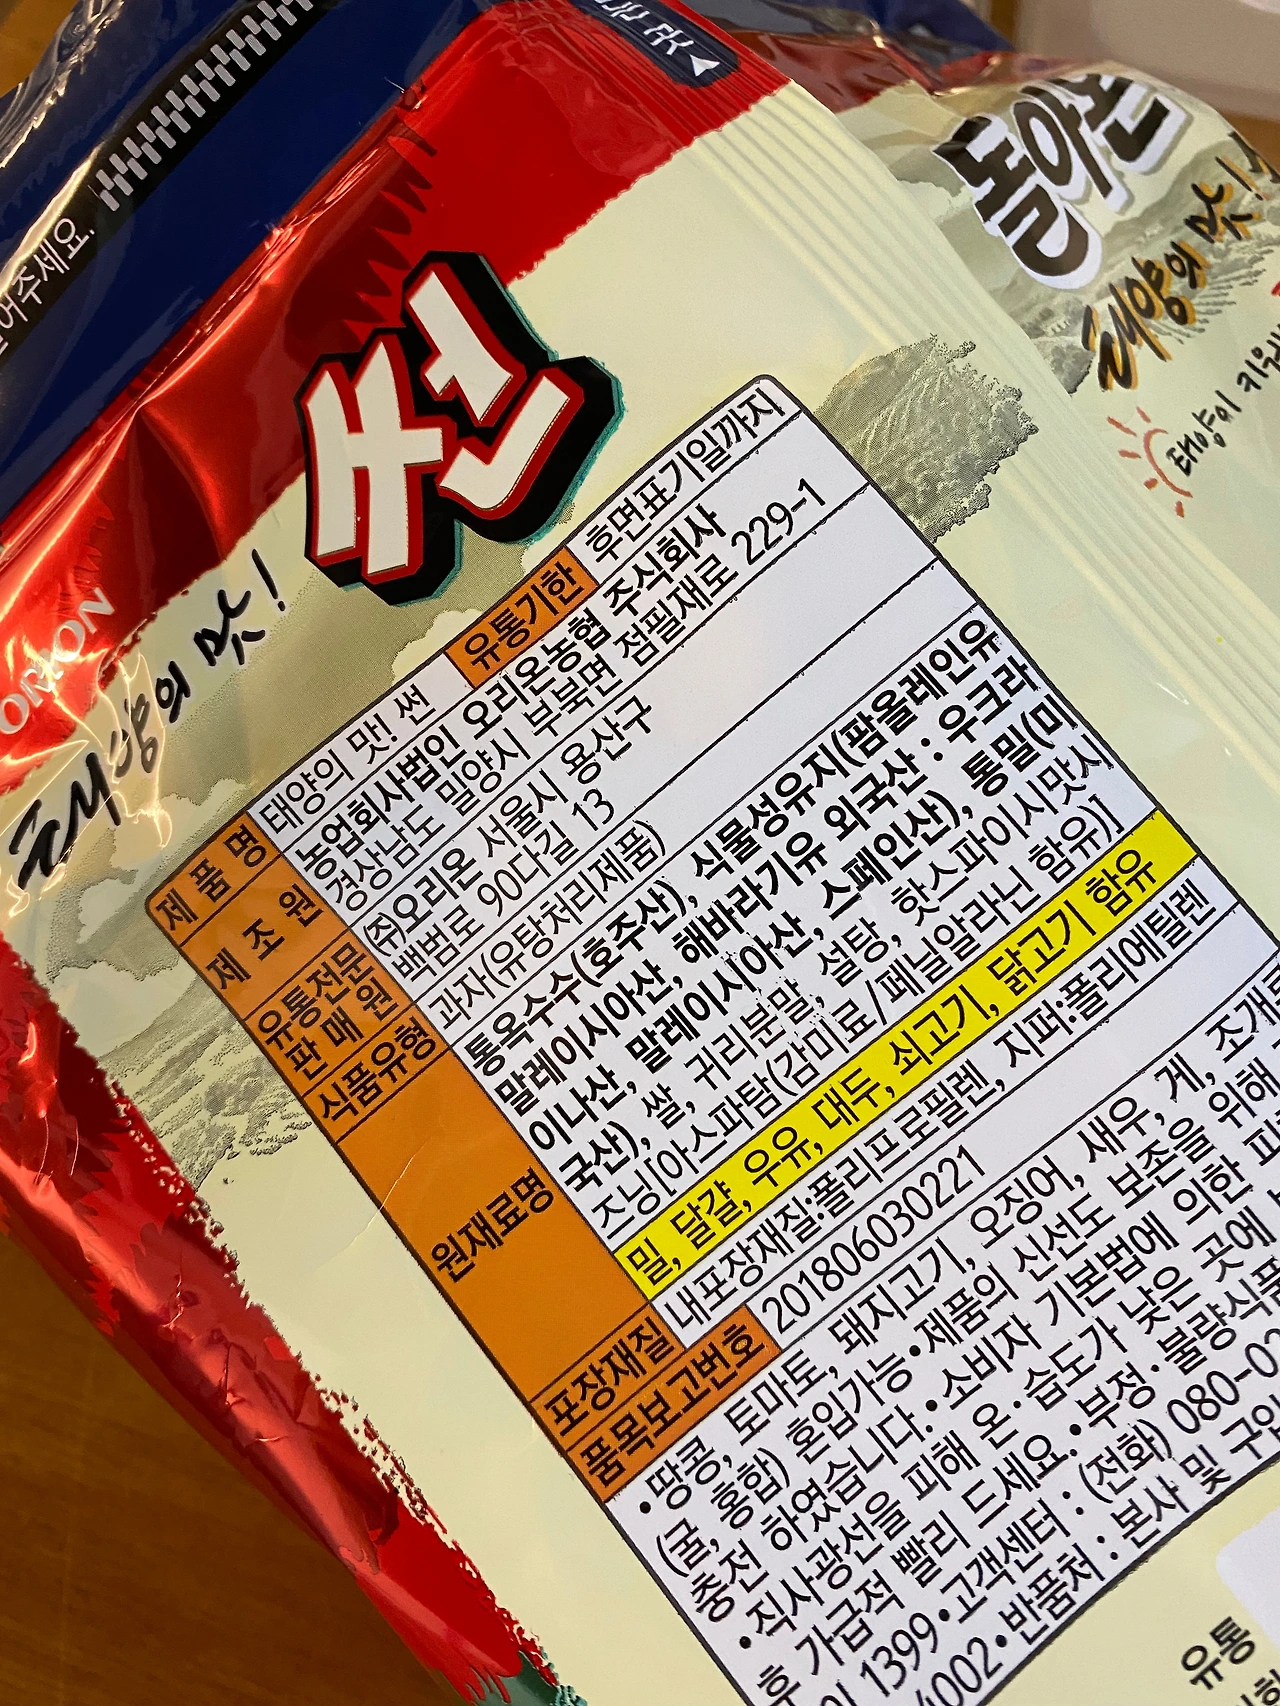 어주세요.
돌아온
태양의 맛!
태양이 키워
ORION
태양의 맛!
썬
제 품 명 태양의 맛! 썬 유통기한 후면표기일까지
제 조 원 농업회사법인 오리온농협 주식회사
경상남도 밀양시 부북면 점필재로 229-1
유통전문 판 매 원 ㈜오리온 서울시 용산구
백범로 90다길 13
식품유형 과자(유탕처리제품)
원재료명 통옥수수(호주산), 식물성유지(팜올레인유
말레이시아산, 해바라기유 외국산 : 우크라
이나산, 말레이시아산, 스페인산), 통밀(미
국산), 쌀, 귀리분말, 설탕, 핫스파이시맛시
즈닝[아스파탐(감미료/페닐알라닌 함유)]
밀, 달걀, 우유, 대두, 쇠고기, 닭고기 함유
포장재질 내포장재질:폴리프로필렌, 지퍼:폴리에틸렌
품목보고번호 201806030221
•땅콩, 토마토, 돼지고기, 오징어, 새우, 게, 조개류
(굴, 홍합) 혼입가능•제품의 신선도 보존을 위해
충전 하였습니다.•소비자 기본법에 의한 피
•직사광선을 피해 온·습도가 낮은 곳에
후 가급적 빨리 드세요.•부정·불량식품
1399•고객센터 : (전화) 080-02
4002•반품처 : 본사 및 구입
유통